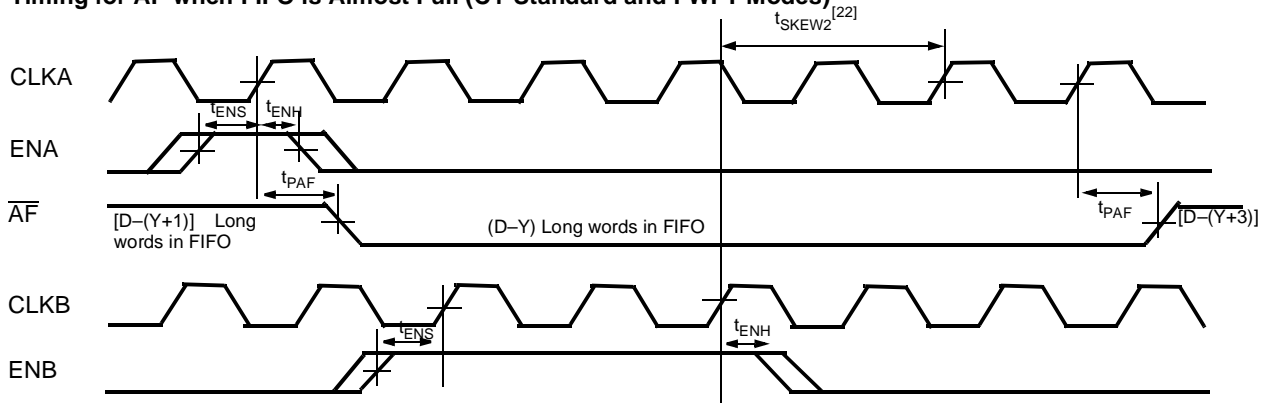 Timing for AF when FIFO is Almost Full (CY Standard and FWFT Modes)
tSKEW2[22]
CLKA
tENS
tENH
ENA
tPAF
AF
[D–(Y+1)] Long
words in FIFO
(D–Y) Long words in FIFO
tPAF
[D–(Y+3)]
CLKB
tENS
tENH
ENB